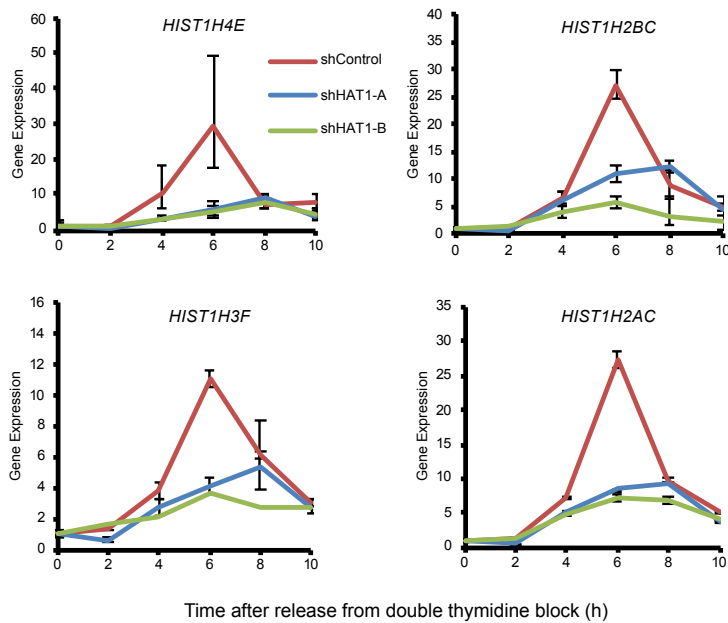 HIST1H4E
Gene Expression
60
50
40
30
20
10
0
0 2 4 6 8 10
shControl
shHAT1-A
shHAT1-B
HIST1H2BC
Gene Expression
40
35
30
25
20
15
10
5
0
0 2 4 6 8 10
HIST1H3F
Gene Expression
16
14
12
10
8
6
4
2
0
0 2 4 6 8 10
HIST1H2AC
Gene Expression
35
30
25
20
15
10
5
0
0 2 4 6 8 10
Time after release from double thymidine block (h)